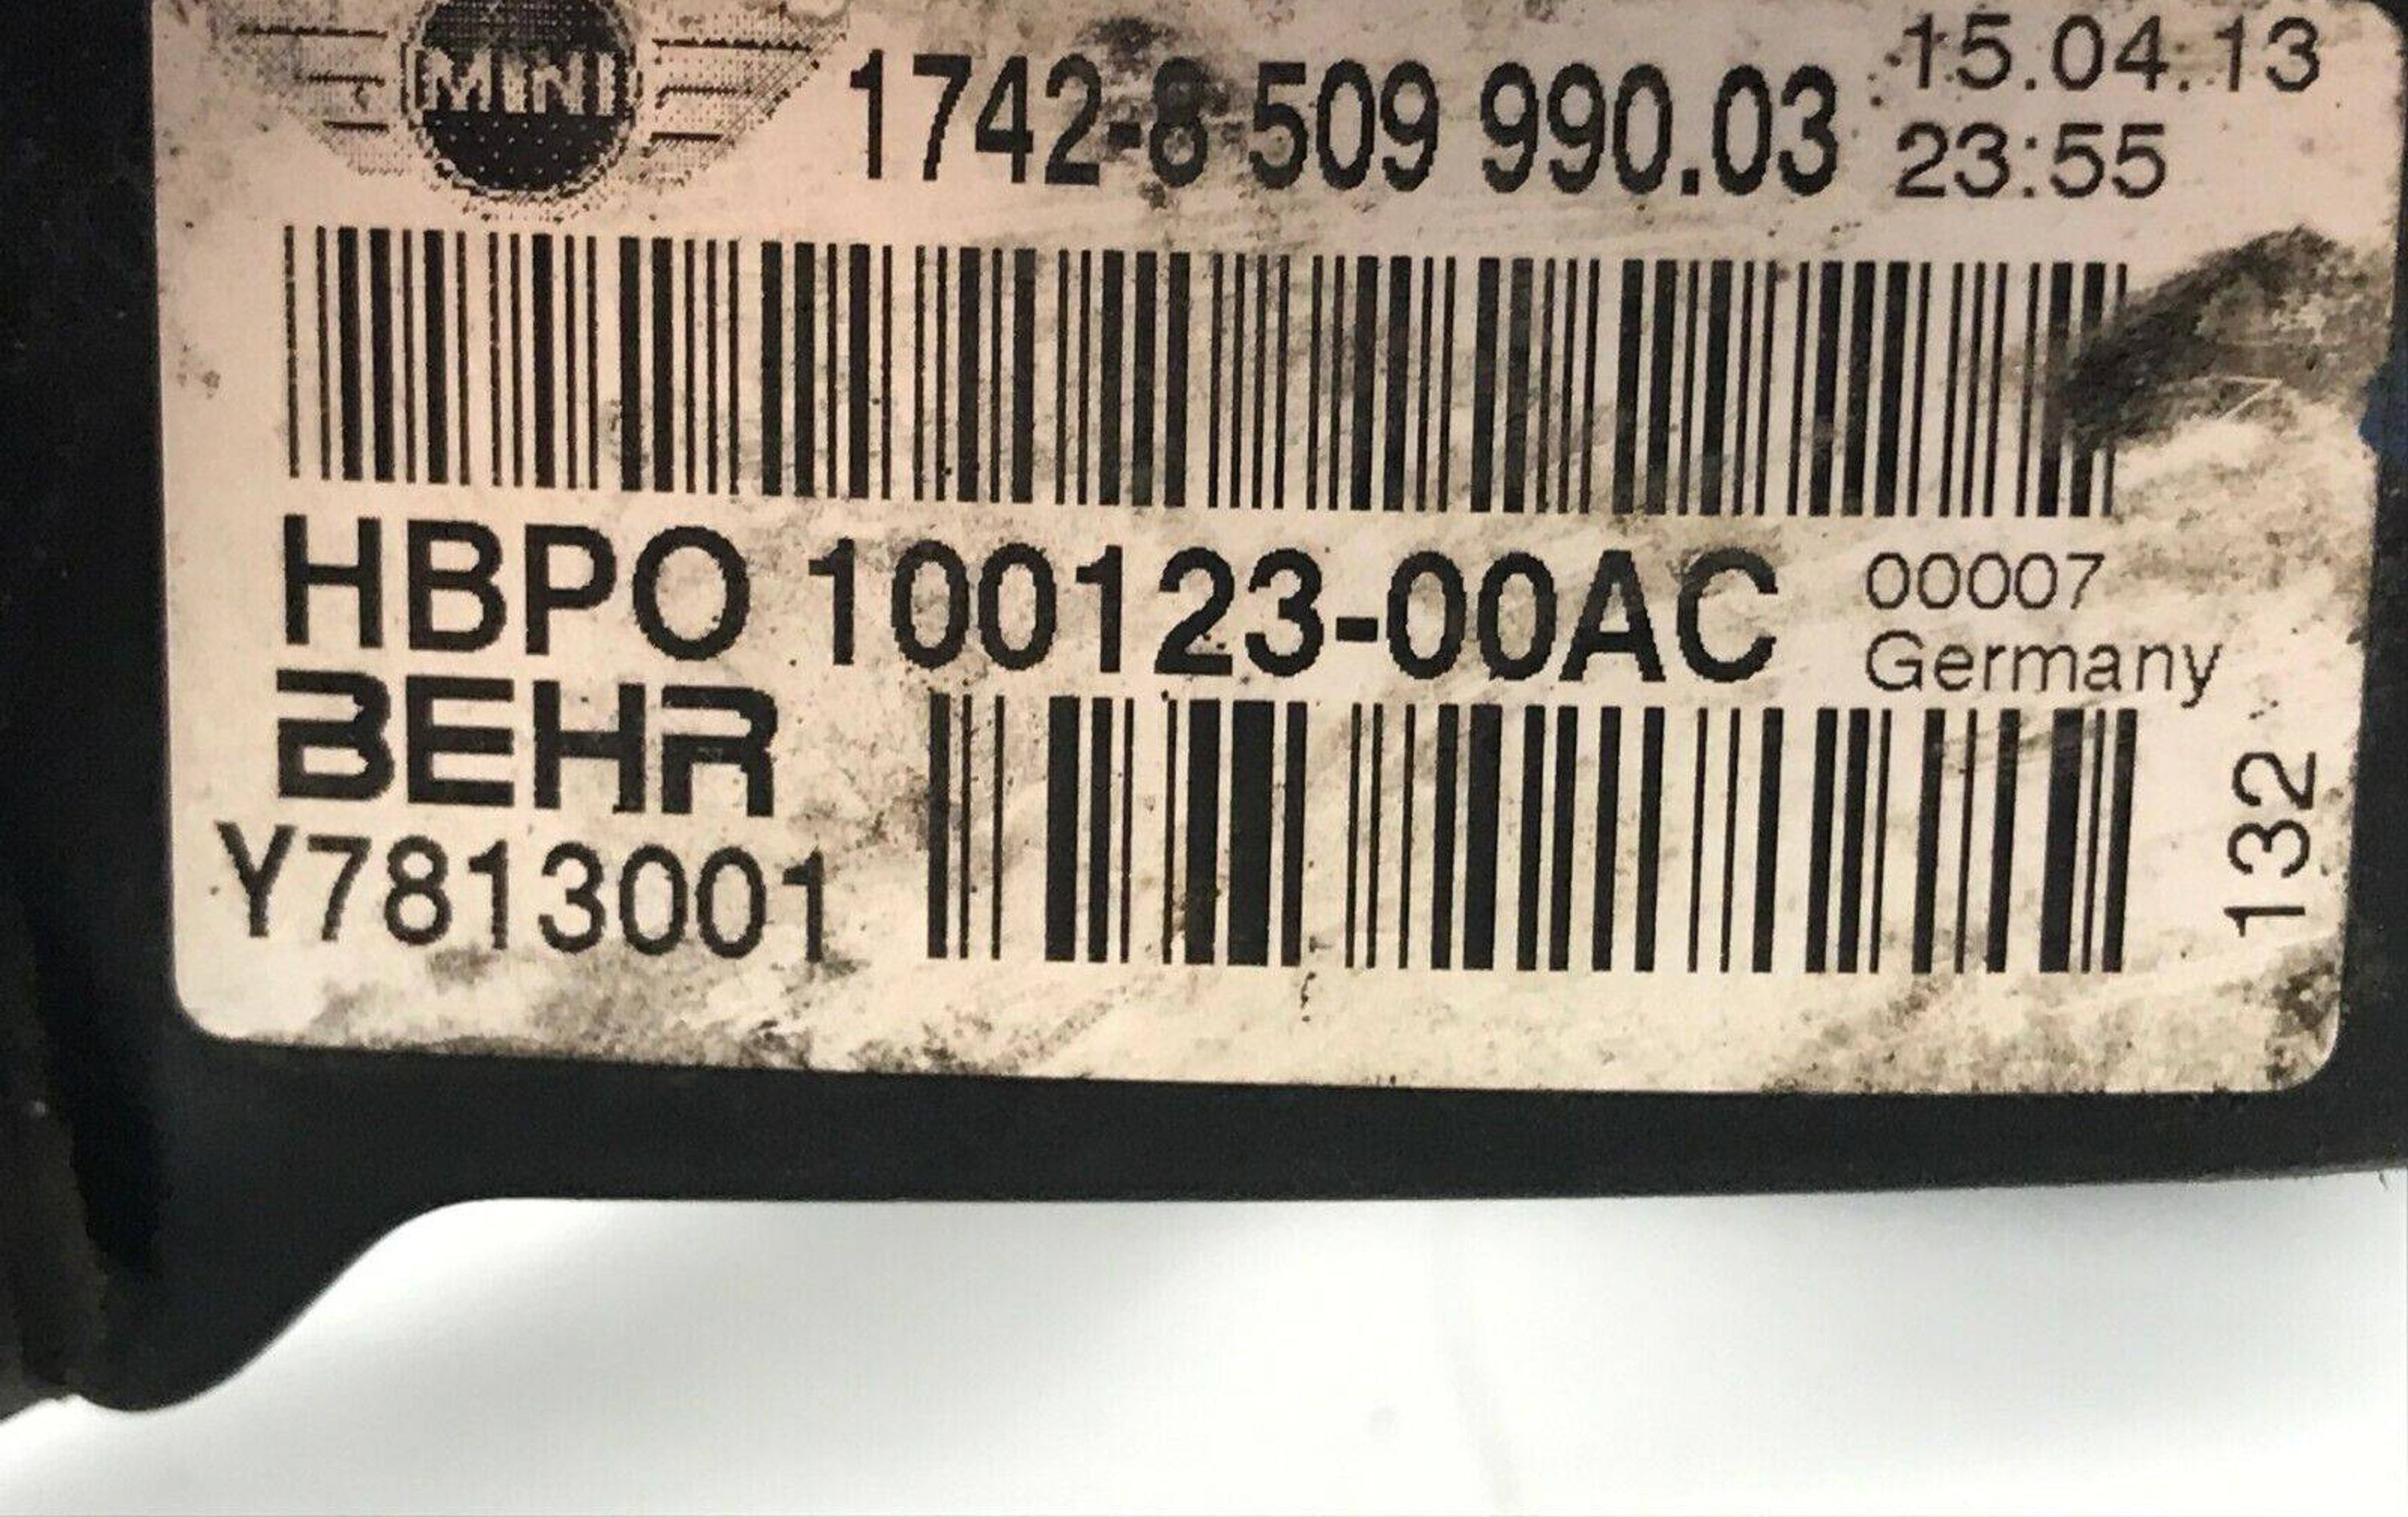 MINI
1742-8 509 990.03
15.04.13
23:55
HBPO 100123-00AC
00007
Germany
BEHR
Y7813001
132